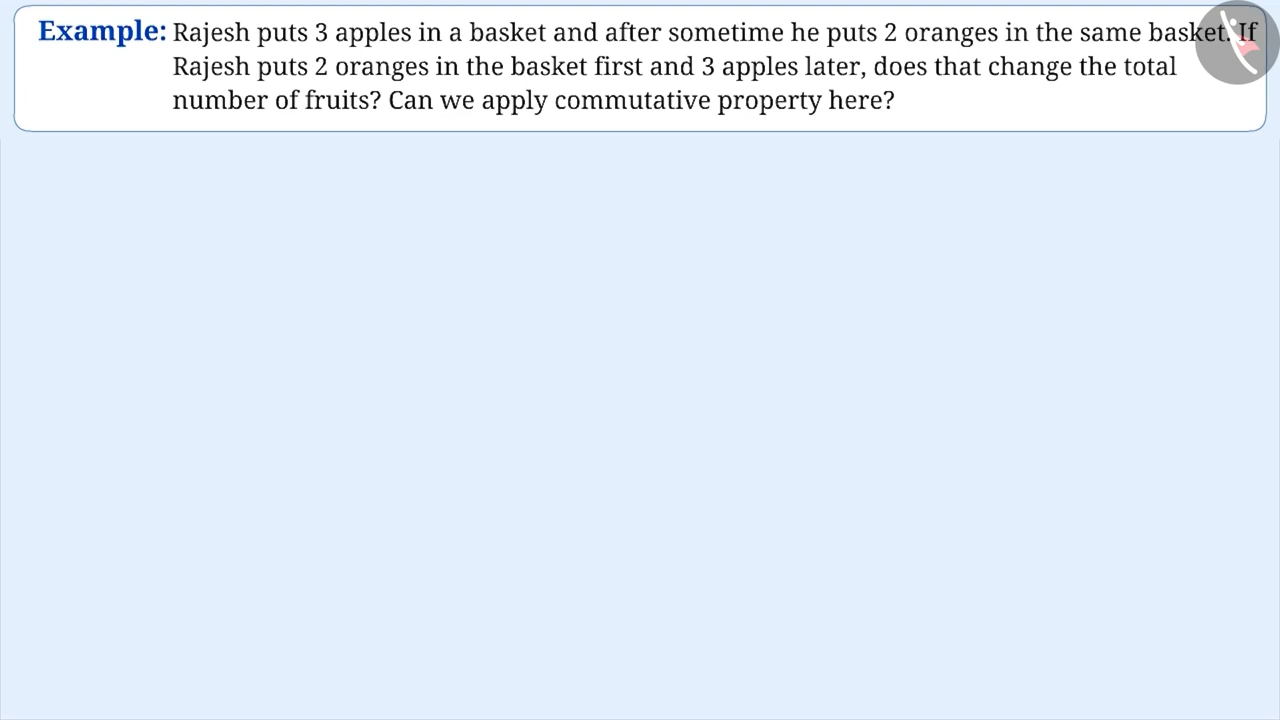 Example: Rajesh puts 3 apples in a basket and after sometime he puts 2 oranges in the same basket. If
Rajesh puts 2 oranges in the basket first and 3 apples later, does that change the total
number of fruits? Can we apply commutative property here?